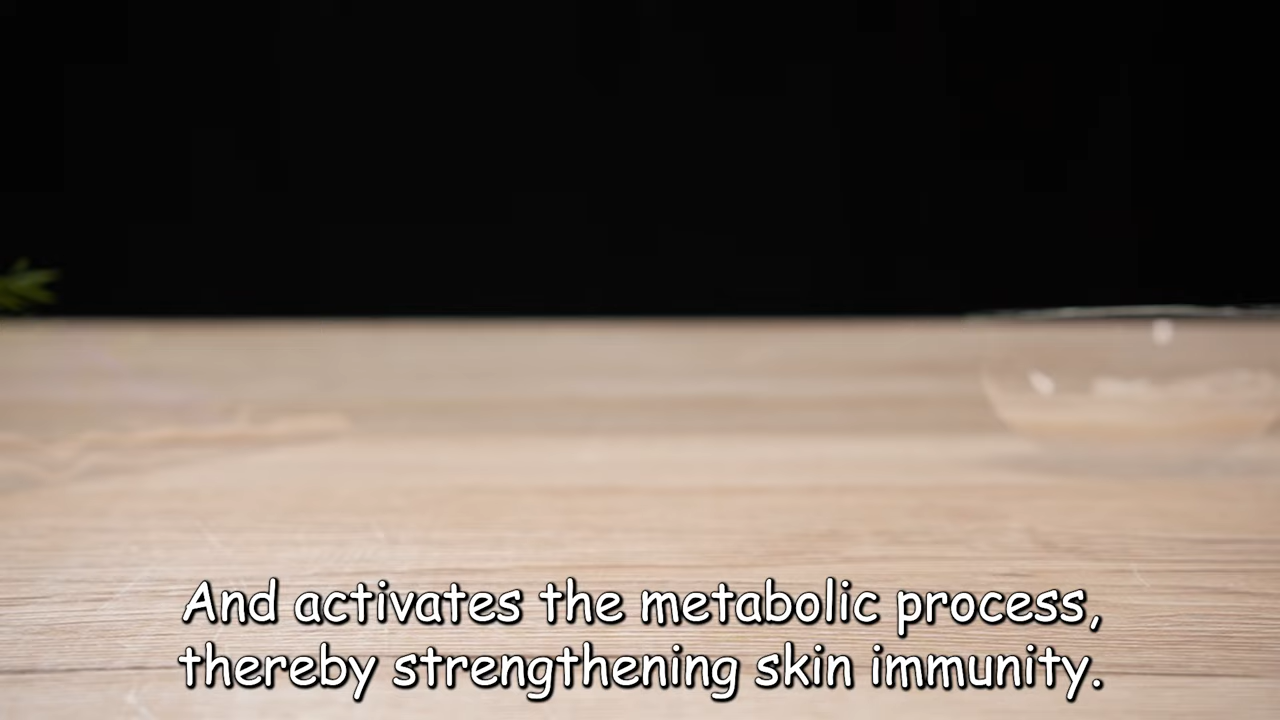 And activates the metabolic process,
thereby strengthening skin immunity.